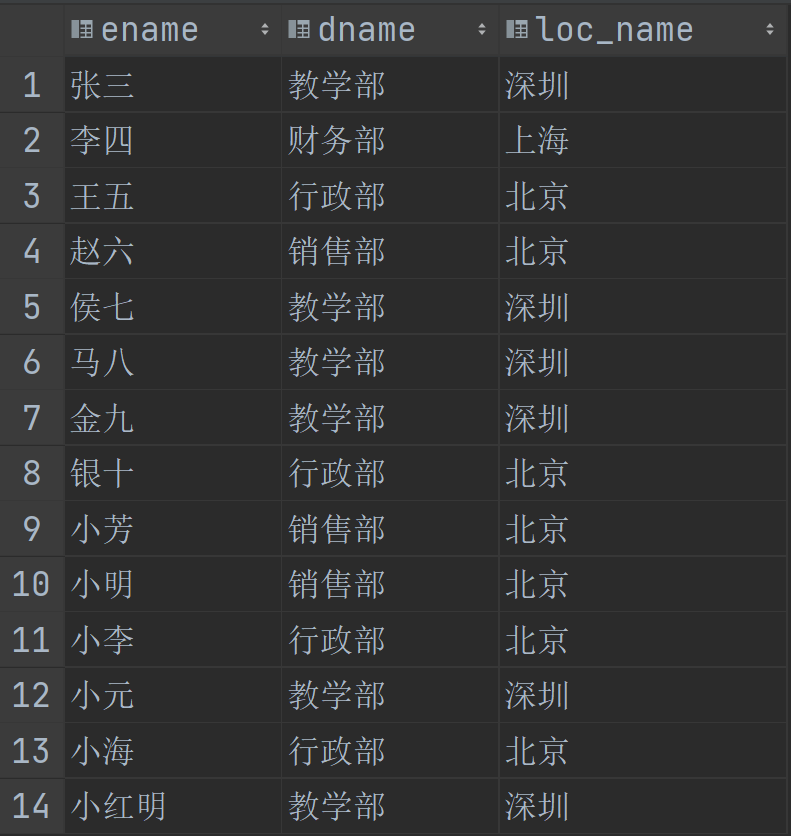 ename dname loc_name
1 张三 教学部 深圳
2 李四 财务部 上海
3 王五 行政部 北京
4 赵六 销售部 北京
5 侯七 教学部 深圳
6 马八 教学部 深圳
7 金九 教学部 深圳
8 银十 行政部 北京
9 小芳 销售部 北京
10 小明 销售部 北京
11 小李 行政部 北京
12 小元 教学部 深圳
13 小海 行政部 北京
14 小红明 教学部 深圳